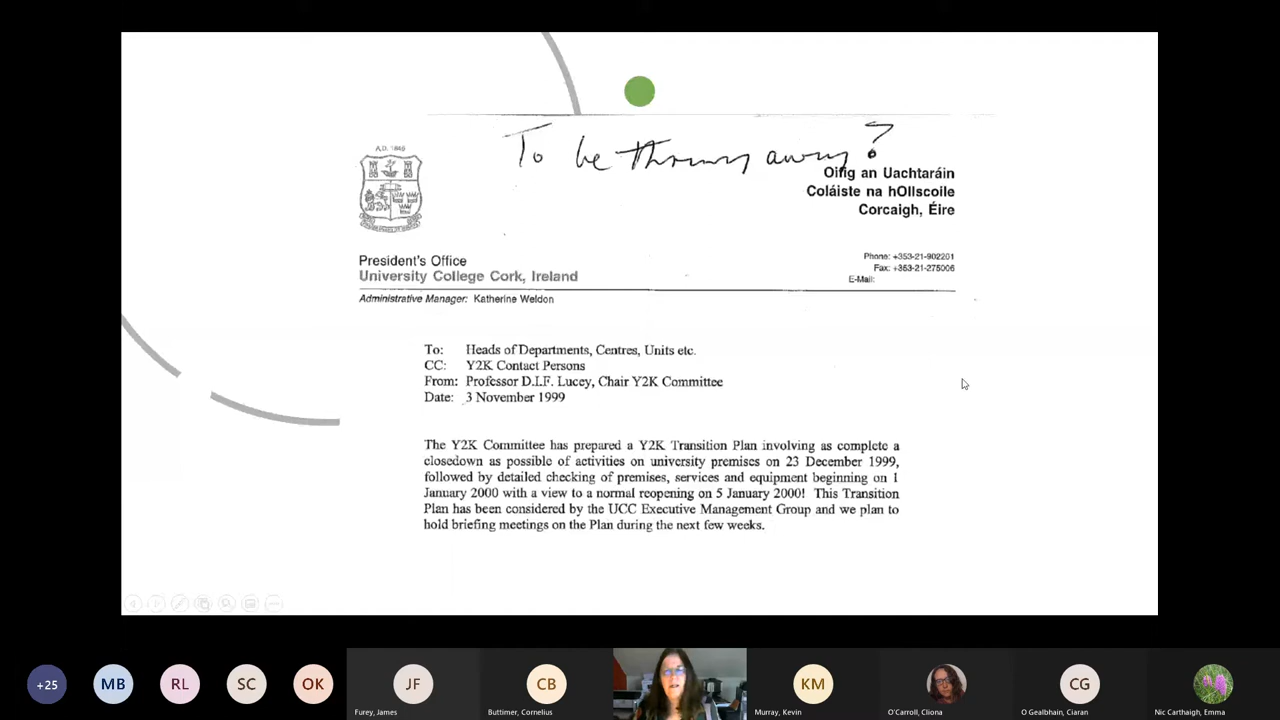 To be thrown away?
A.D. 1845
Oifig an Uachtaráin
Coláiste na hOllscoile
Corcaigh, Éire
President's Office
University College Cork, Ireland
Phone: +353-21-902201
Fax: +353-21-275006
E-Mail:
Administrative Manager: Katherine Weldon
To: Heads of Departments, Centres, Units etc.
CC: Y2K Contact Persons
From: Professor D.I.F. Lucey, Chair Y2K Committee
Date: 3 November 1999
The Y2K Committee has prepared a Y2K Transition Plan involving as complete a
closedown as possible of activities on university premises on 23 December 1999,
followed by detailed checking of premises, services and equipment beginning on 1
January 2000 with a view to a normal reopening on 5 January 2000! This Transition
Plan has been considered by the UCC Executive Management Group and we plan to
hold briefing meetings on the Plan during the next few weeks.
+25
MB
RL
SC
OK
JF
Furey, James
CB
Buttimer, Cornelius
KM
Murray, Kevin
O'Carroll, Cliona
CG
O Gealbhain, Ciaran
Nic Carthaigh, Emma